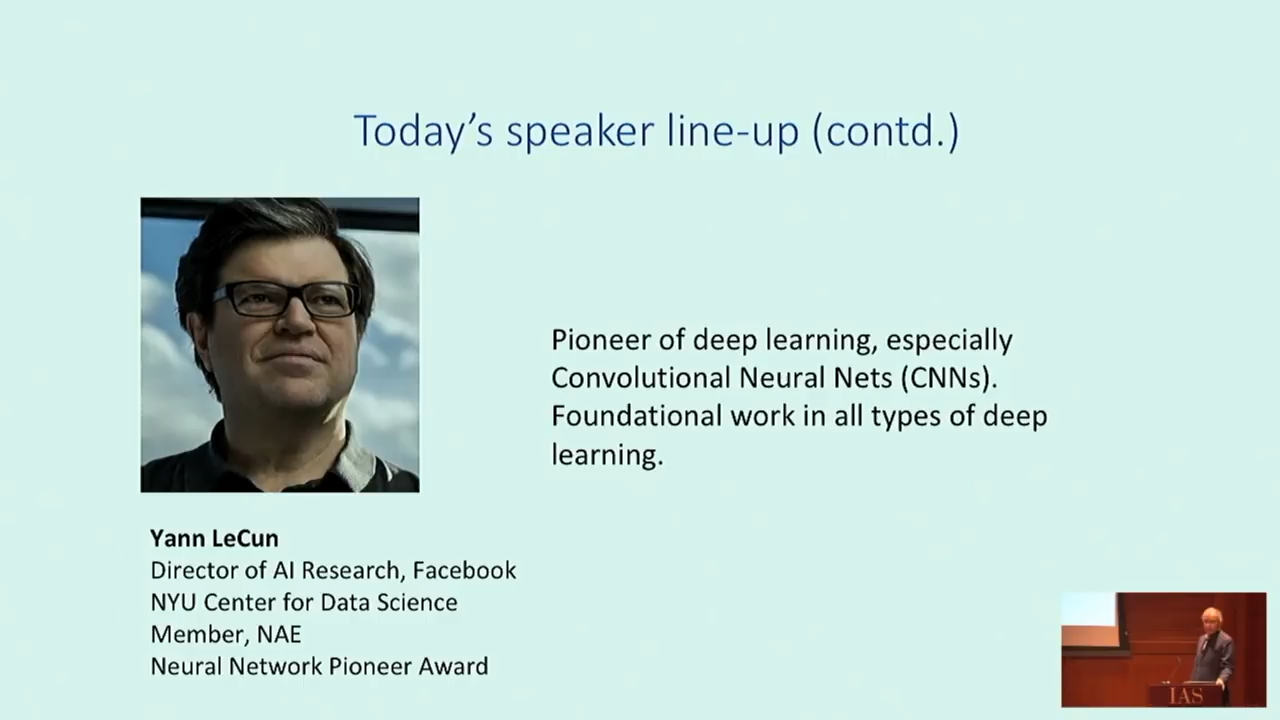 Today’s speaker line-up (contd.)
Pioneer of deep learning, especially
Convolutional Neural Nets (CNNs).
Foundational work in all types of deep
learning.
Yann LeCun
Director of AI Research, Facebook
NYU Center for Data Science
Member, NAE
Neural Network Pioneer Award
IAS